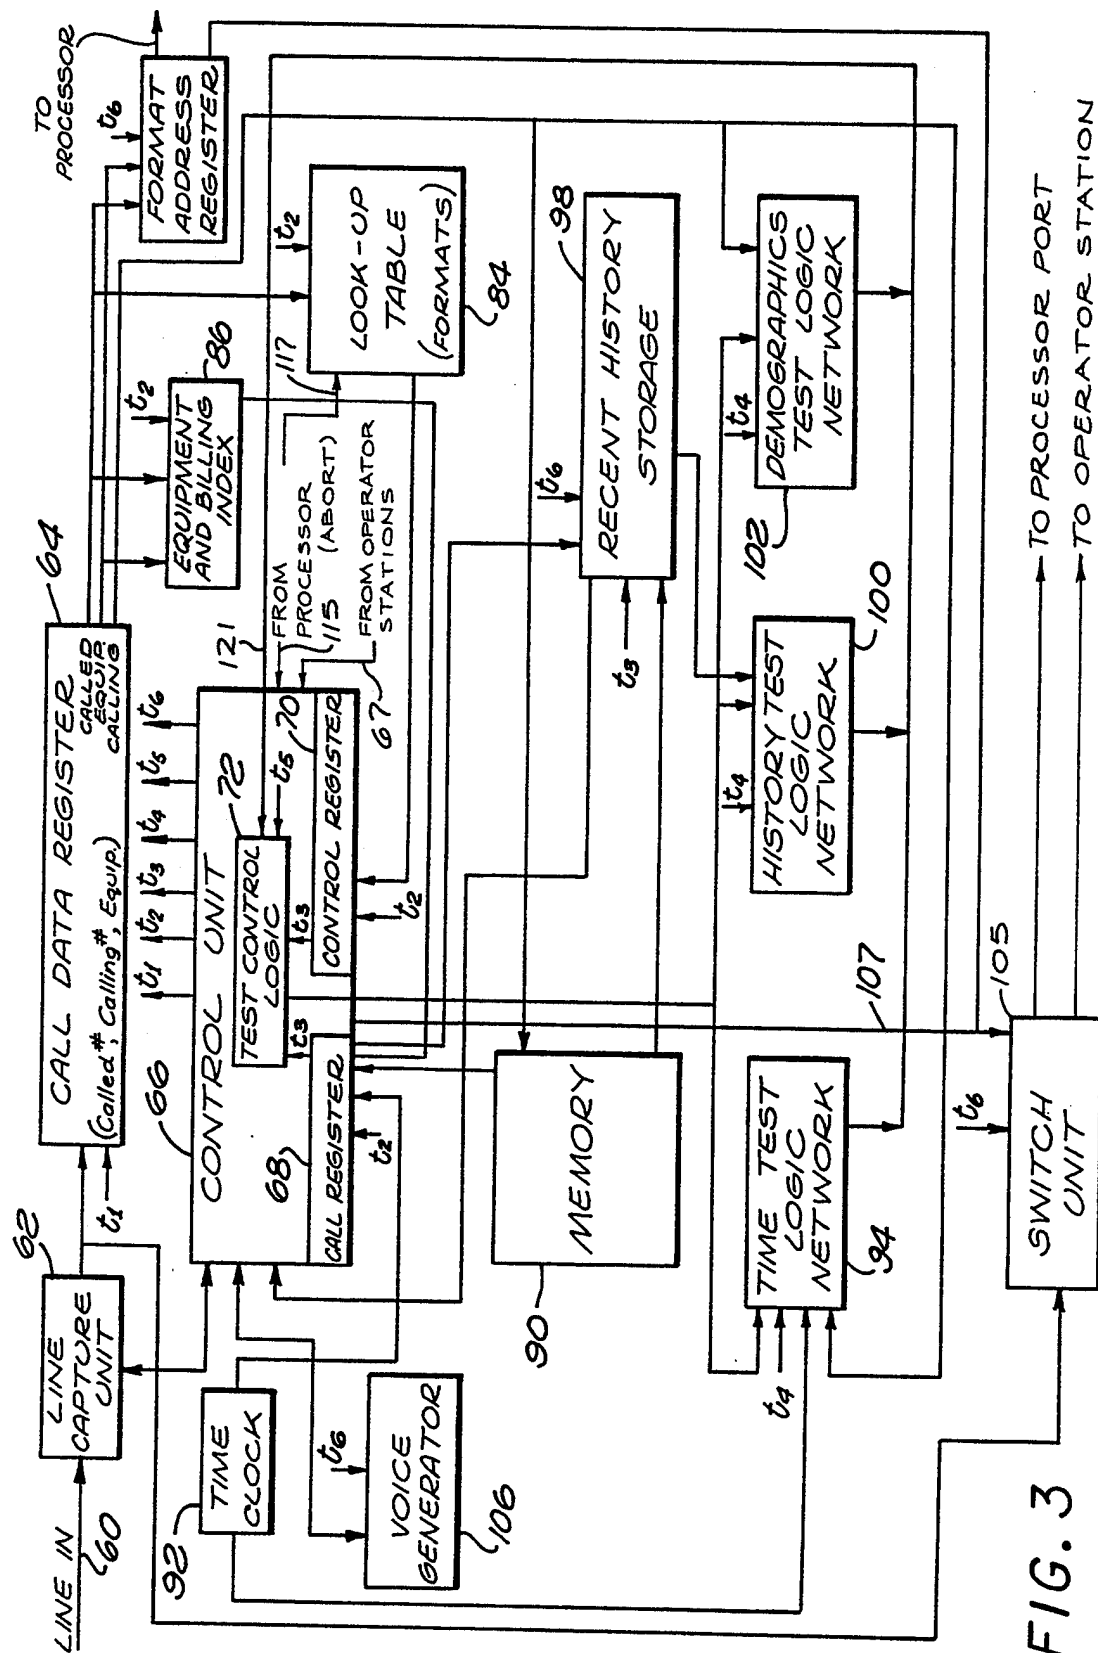 LINE IN
60
LINE
CAPTURE
UNIT
62
t1
CALL DATA REGISTER
(Called#, Calling#, Equip.)
CALLED
EQUIP.
CALLING
64
TO
PROCESSOR
t6
FORMAT
ADDRESS
REGISTER
t2
EQUIPMENT
AND BILLING
INDEX
86
t1
t2
t3
t4
t5
t6
66
CONTROL UNIT
72
TEST CONTROL
LOGIC
t5
70
t3
t3
68
CALL REGISTER
CONTROL REGISTER
t2
t2
121
FROM
PROCESSOR
115 (ABORT)
117
FROM OPERATOR
STATIONS
67
t2
LOOK-UP
TABLE
(FORMATS)
84
92
TIME
CLOCK
t6
VOICE
GENERATOR
106
90
MEMORY
t6
RECENT HISTORY
STORAGE
98
t3
t4
TIME TEST
LOGIC
NETWORK
94
t4
HISTORY TEST
LOGIC
NETWORK
100
t4
DEMOGRAPHICS
TEST LOGIC
NETWORK
102
107
t6
105
SWITCH
UNIT
TO PROCESSOR PORT
TO OPERATOR STATION
FIG. 3